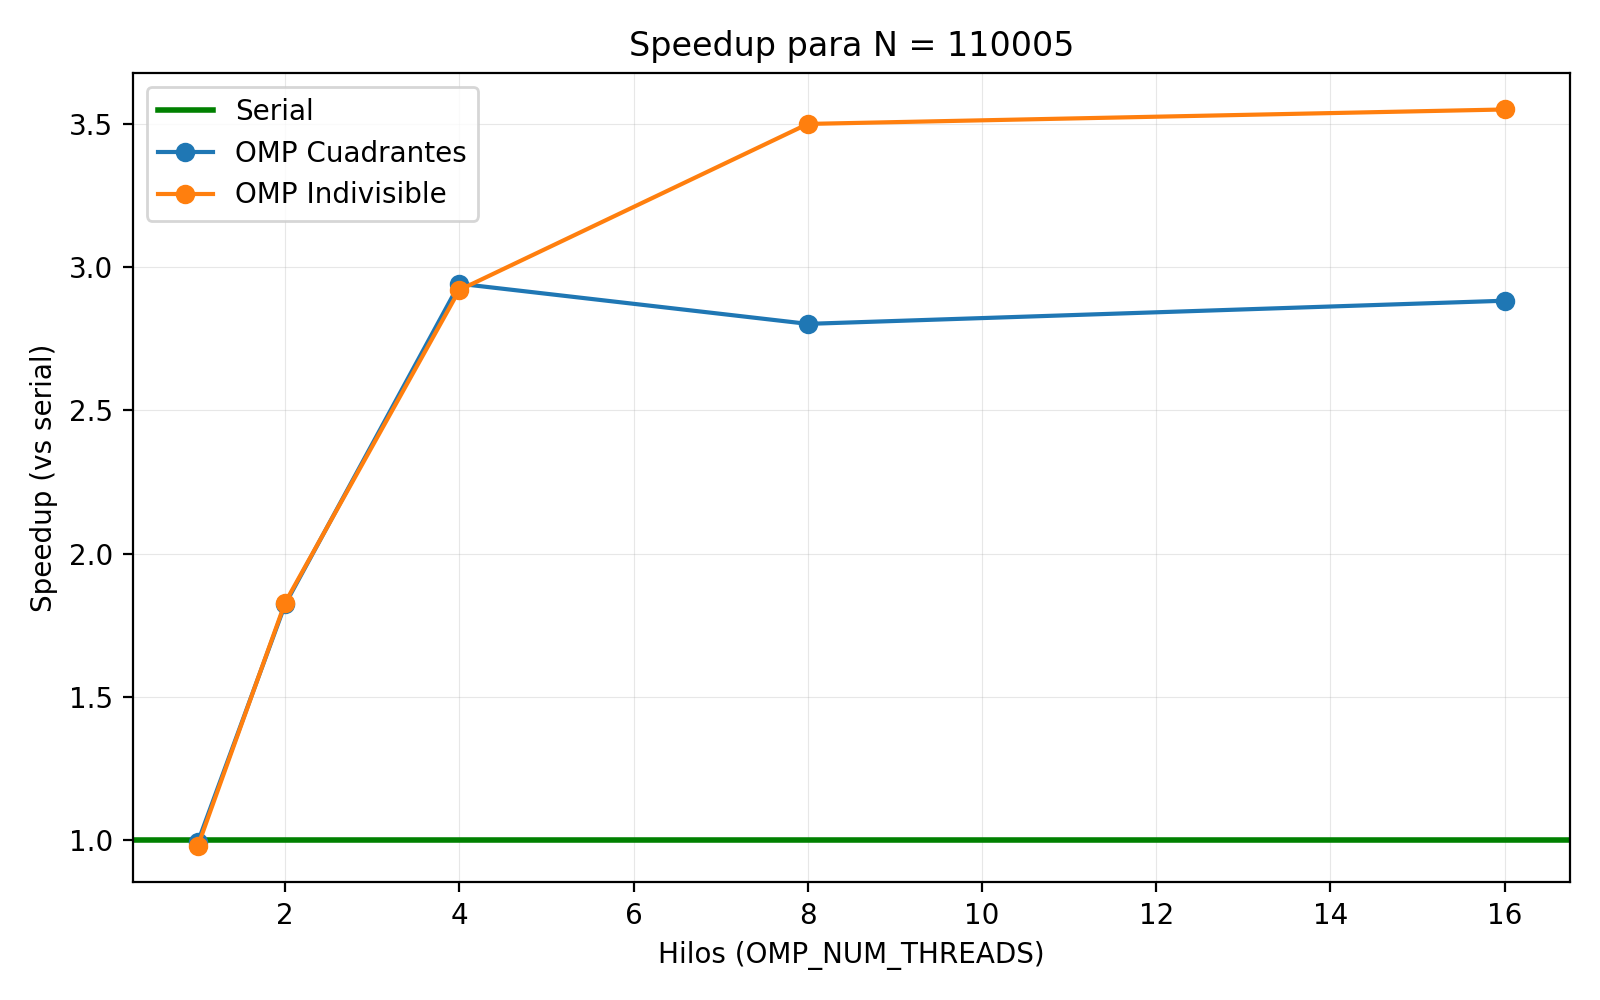 Speedup para N = 110005
Serial
OMP Cuadrantes
OMP Indivisible
Speedup (vs serial)
3.5
3.0
2.5
2.0
1.5
1.0
2 4 6 8 10 12 14 16
Hilos (OMP_NUM_THREADS)